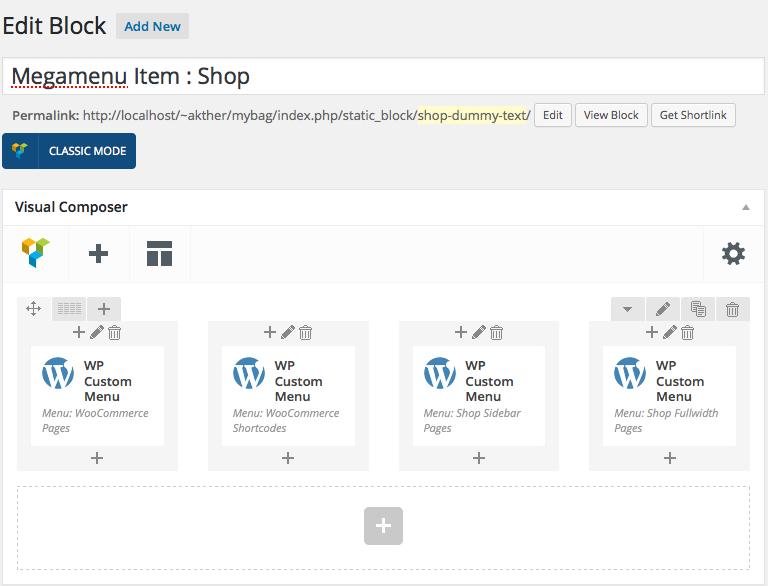 Edit Block Add New
Megamenu Item : Shop
Permalink: http://localhost/~akther/mybag/index.php/static_block/shop-dummy-text/ Edit View Block Get Shortlink
CLASSIC MODE
Visual Composer
WP
Custom
Menu
Menu: WooCommerce
Pages
WP
Custom
Menu
Menu: WooCommerce
Shortcodes
WP
Custom
Menu
Menu: Shop Sidebar
Pages
WP
Custom
Menu
Menu: Shop Fullwidth
Pages